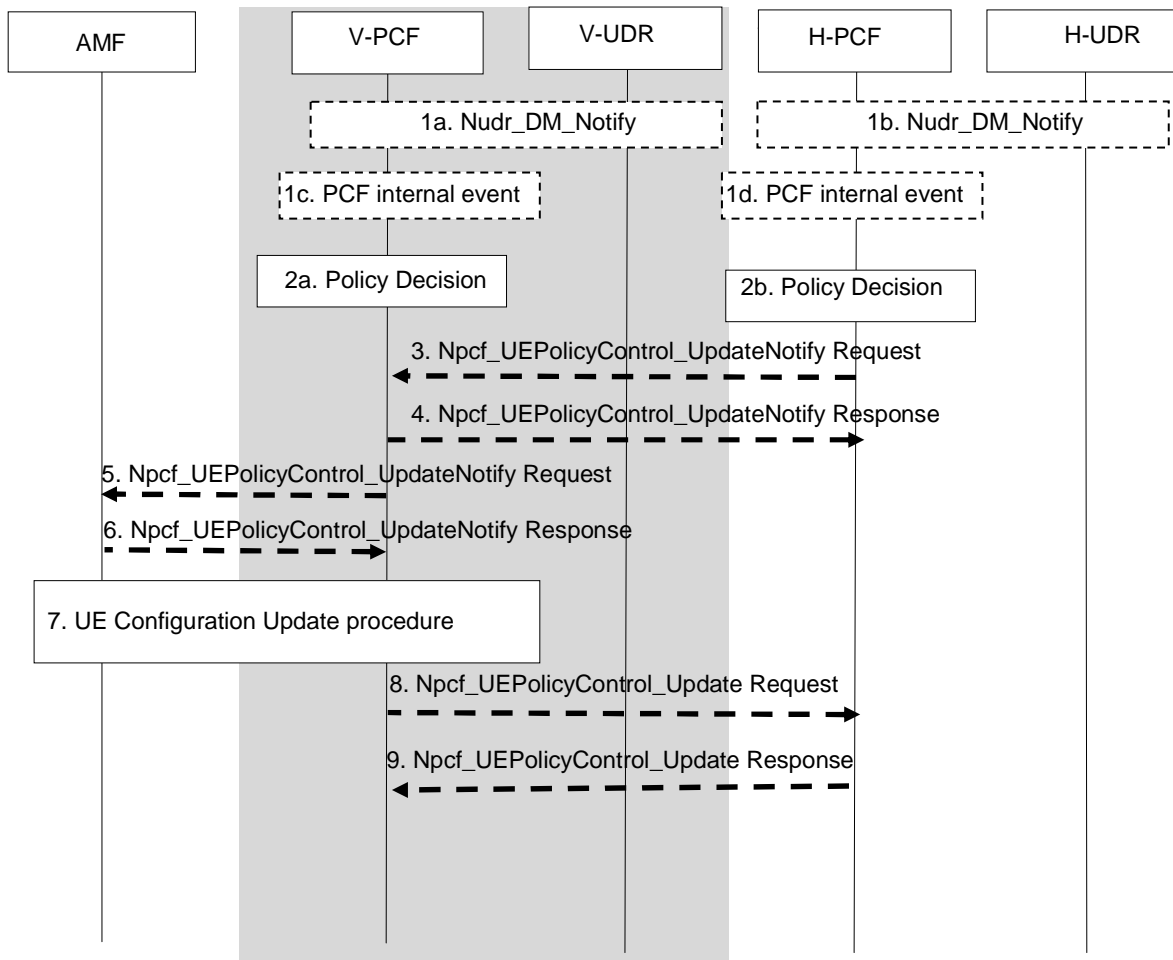 AMF
V-PCF
V-UDR
H-PCF
H-UDR
1a. Nudr_DM_Notify
1b. Nudr_DM_Notify
1c. PCF internal event
1d. PCF internal event
2a. Policy Decision
2b. Policy Decision
3. Npcf_UEPolicyControl_UpdateNotify Request
4. Npcf_UEPolicyControl_UpdateNotify Response
5. Npcf_UEPolicyControl_UpdateNotify Request
6. Npcf_UEPolicyControl_UpdateNotify Response
7. UE Configuration Update procedure
8. Npcf_UEPolicyControl_Update Request
9. Npcf_UEPolicyControl_Update Response